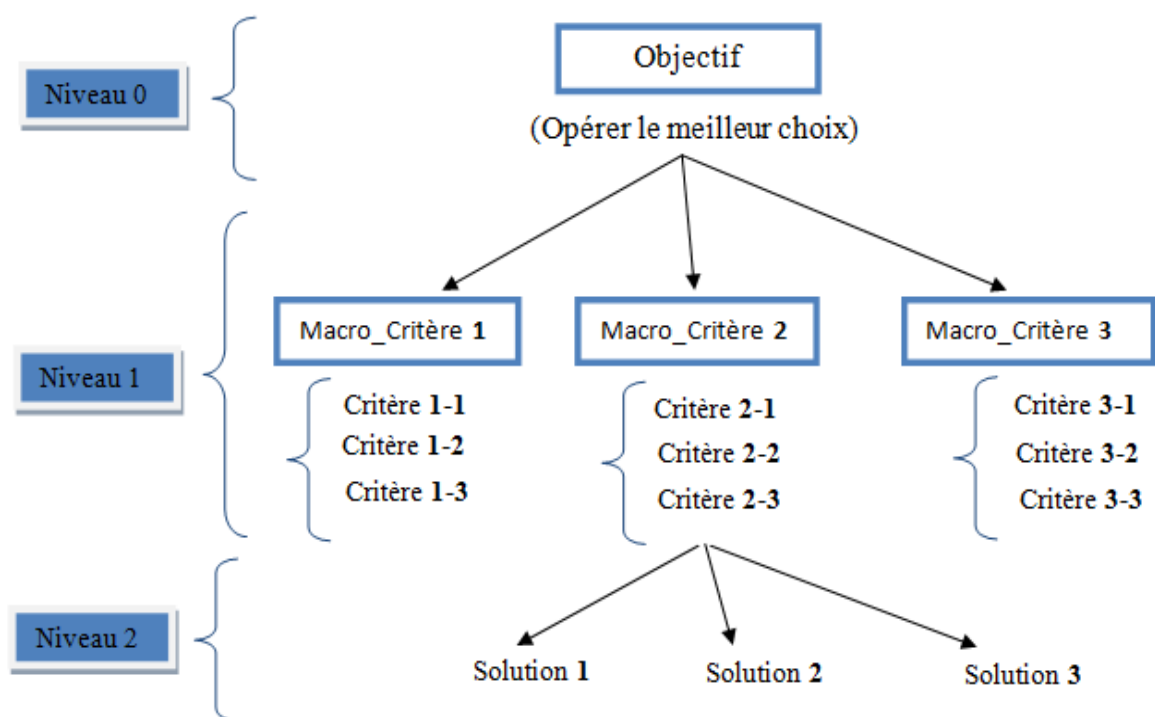 Objectif
Niveau 0
(Opérer le meilleur choix)
Macro_Critère 1
Macro_Critère 2
Macro_Critère 3
Niveau 1
Critère 1-1
Critère 1-2
Critère 1-3
Critère 2-1
Critère 2-2
Critère 2-3
Critère 3-1
Critère 3-2
Critère 3-3
Niveau 2
Solution 1
Solution 2
Solution 3